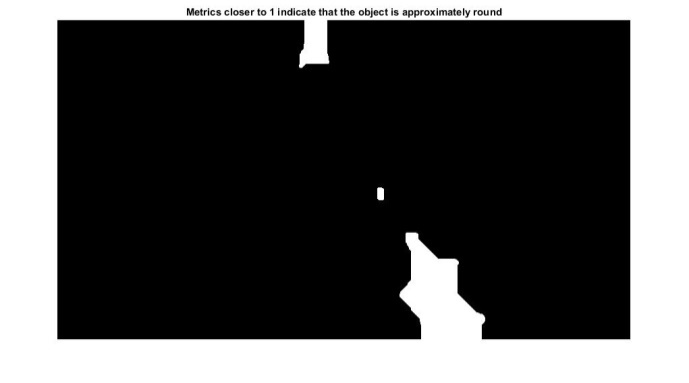 Metrics closer to 1 indicate that the object is approximately round